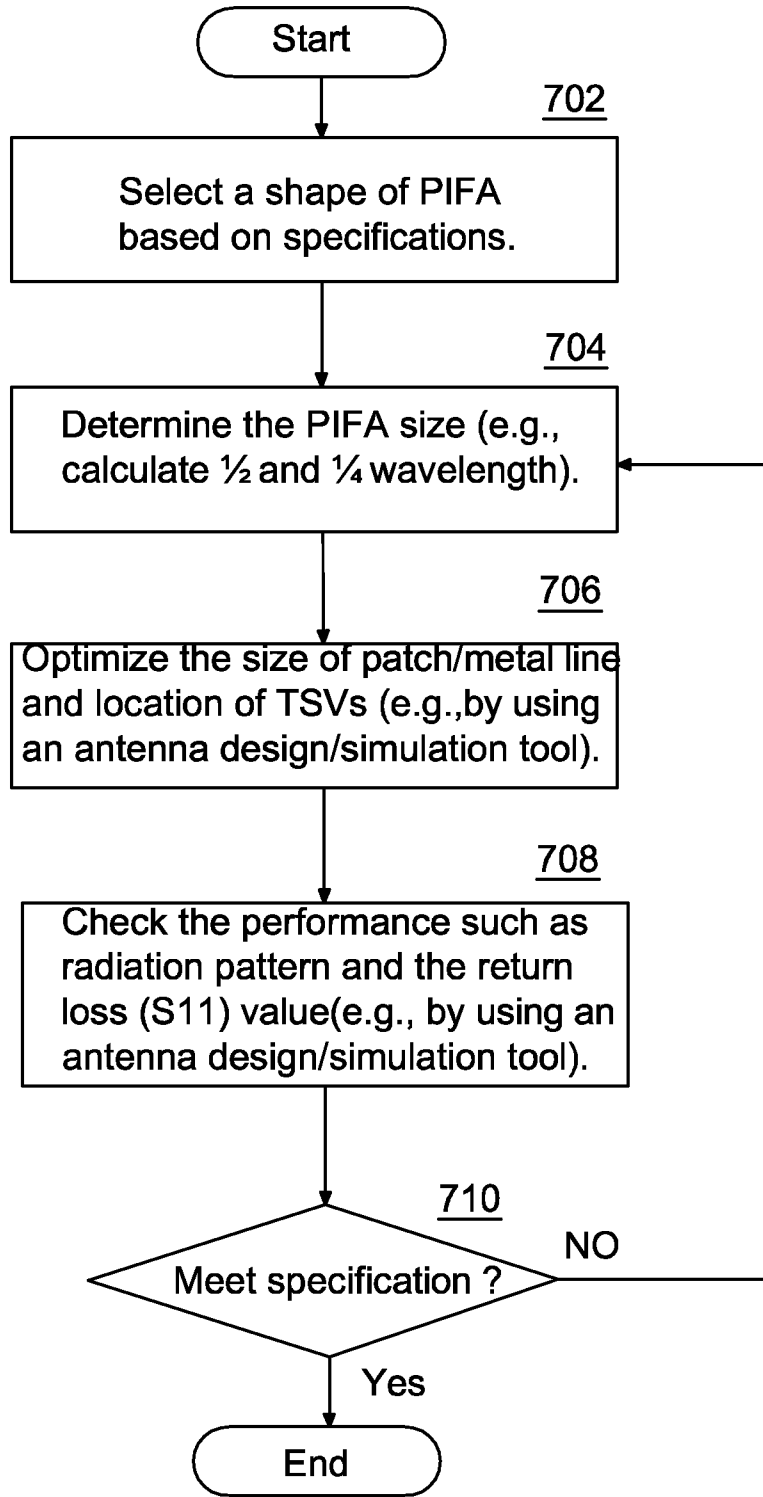 Start
702
Select a shape of PIFA
based on specifications.
704
Determine the PIFA size (e.g.,
calculate ½ and ¼ wavelength).
706
Optimize the size of patch/metal line
and location of TSVs (e.g.,by using
an antenna design/simulation tool).
708
Check the performance such as
radiation pattern and the return
loss (S11) value(e.g., by using an
antenna design/simulation tool).
710
Meet specification ?
NO
Yes
End